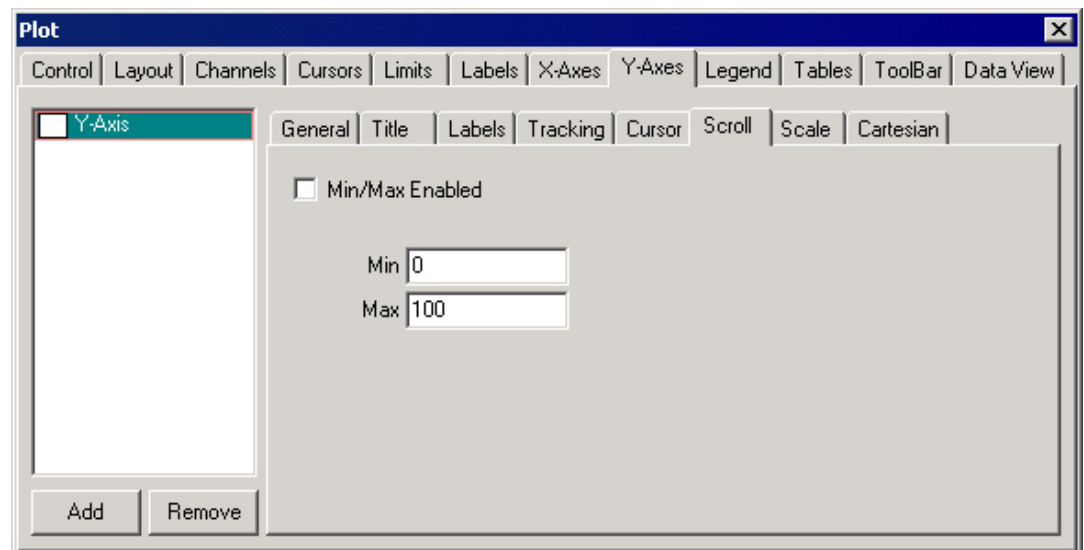 Plot
Control Layout Channels Cursors Limits Labels X-Axes Y-Axes Legend Tables ToolBar Data View
Y-Axis
General Title Labels Tracking Cursor Scroll Scale Cartesian
Min/Max Enabled
Min 0
Max 100
Add Remove